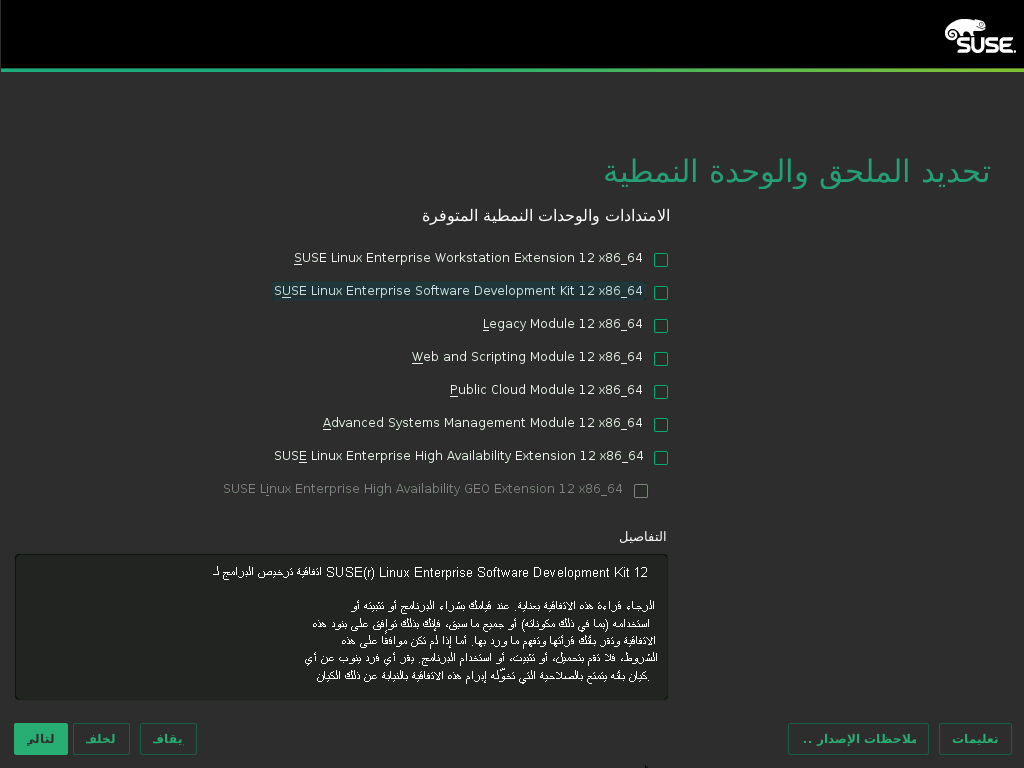 SUSE.
تحديد الملحق والوحدة النمطية
الامتدادات والوحدات النمطية المتوفرة
SUSE Linux Enterprise Workstation Extension 12 x86_64
SUSE Linux Enterprise Software Development Kit 12 x86_64
Legacy Module 12 x86_64
Web and Scripting Module 12 x86_64
Public Cloud Module 12 x86_64
Advanced Systems Management Module 12 x86_64
SUSE Linux Enterprise High Availability Extension 12 x86_64
SUSE Linux Enterprise High Availability GEO Extension 12 x86_64
التفاصيل
SUSE(r) Linux Enterprise Software Development Kit 12 اتفاقية ترخيص البرامج لـ
الرجاء قراءة هذه الاتفاقية بعناية. عند قيامك بشراء البرنامج أو تثبيته أو
استخدامه (بما في ذلك مكوناته) أو جميع ما سبق، فإنك بذلك توافق على بنود هذه
الاتفاقية وتقر بأنك قرأتها وتفهم ما ورد بها. أما إذا لم تكن موافقًا على هذه
الشروط، فلا تقم بتحميل، أو تثبيت، أو استخدام البرنامج. يقر أي فرد ينوب عن أي
كيان بأنه يتمتع بالصلاحية التي تخوّله إبرام هذه الاتفاقية بالنيابة عن ذلك الكيان.
تعليمات
ملاحظات الإصدار ..
يقاف
لخلف
لتالي